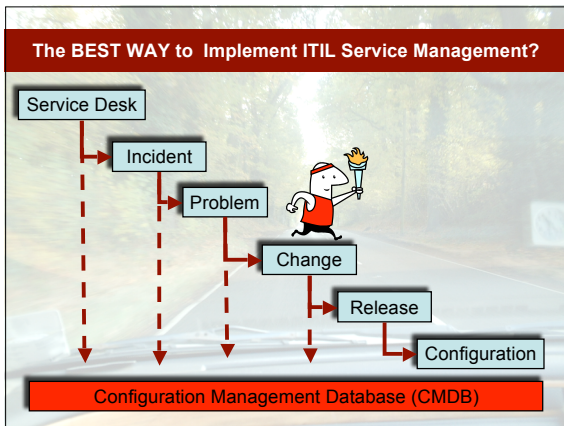 The BEST WAY to Implement ITIL Service Management?
Service Desk
Incident
Problem
Change
Release
Configuration
Configuration Management Database (CMDB)